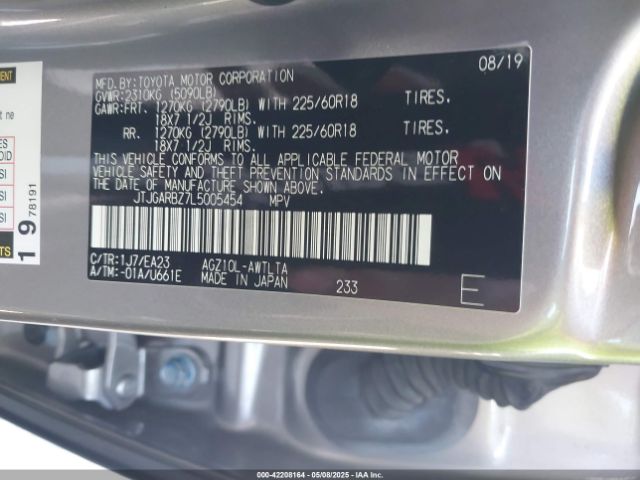 MFD.BY:TOYOTA MOTOR CORPORATION 08/19
GVWR:2310KG (5090LB)
GAWR:FRT. 1270KG (2790LB) WITH 225/60R18 TIRES.
18X7 1/2J RIMS.
RR. 1270KG (2790LB) WITH 225/60R18 TIRES.
18X7 1/2J RIMS.
THIS VEHICLE CONFORMS TO ALL APPLICABLE FEDERAL MOTOR
VEHICLE SAFETY AND THEFT PREVENTION STANDARDS IN EFFECT ON
THE DATE OF MANUFACTURE SHOWN ABOVE.
JTJGARBZ7L5005454 MPV
C/TR:1J7/EA23 AGZ10L-AWTLTA
A/TM:-01A/U661E MADE IN JAPAN 233 E
19 78191
000-42208164 - 05/08/2025 - IAA Inc.